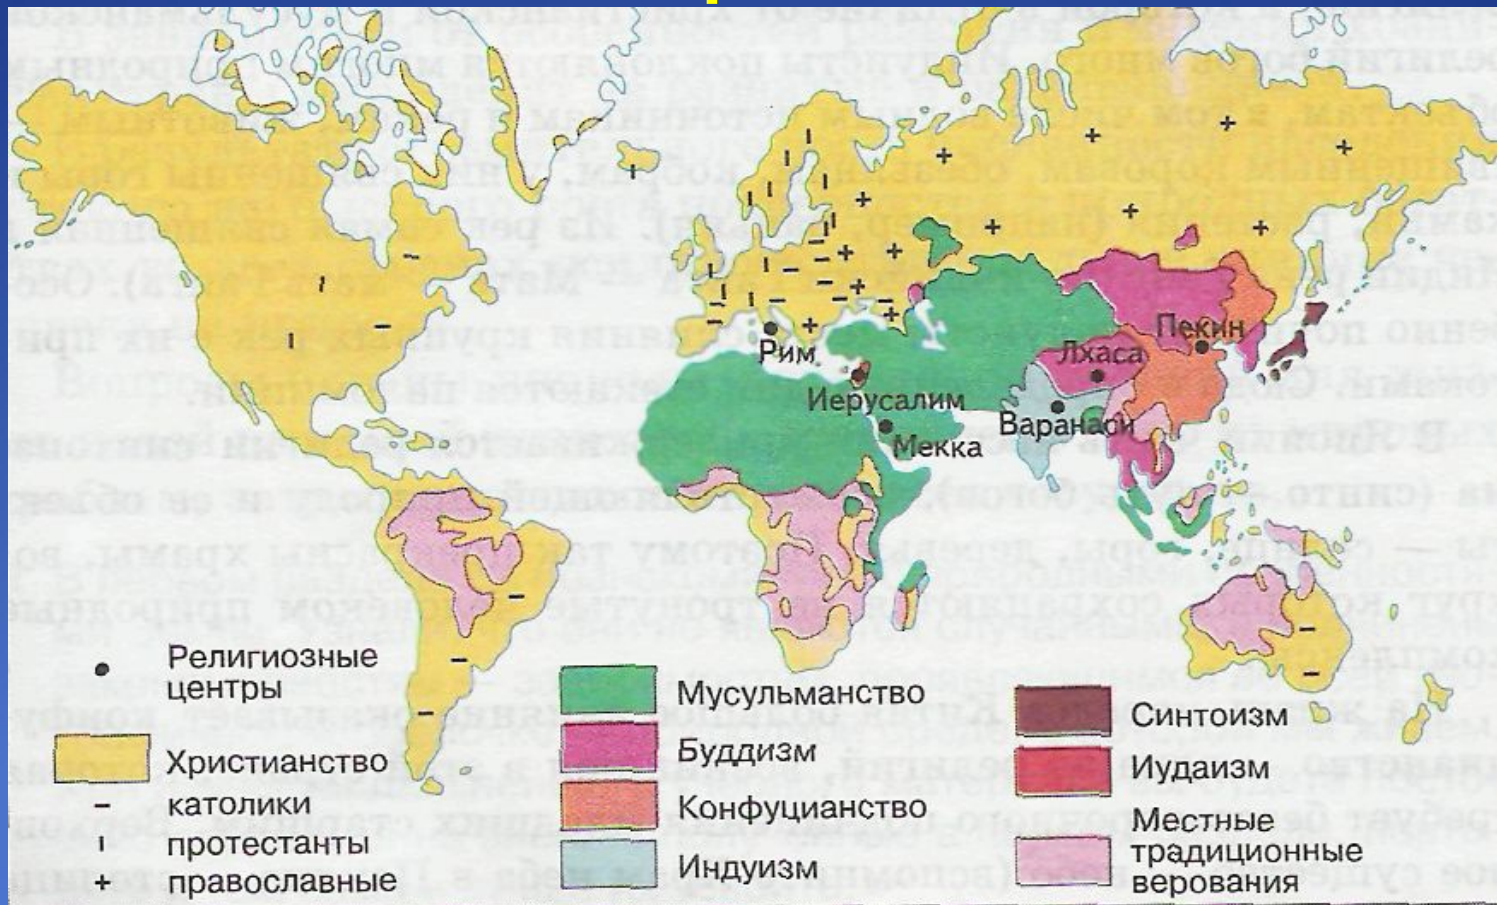 Рим
Иерусалим
Мекка
Варанаси
Лхаса
Пекин
Религиозные
центры
Христианство
католики
протестанты
православные
Мусульманство
Буддизм
Конфуцианство
Индуизм
Синтоизм
Иудаизм
Местные
традиционные
верования